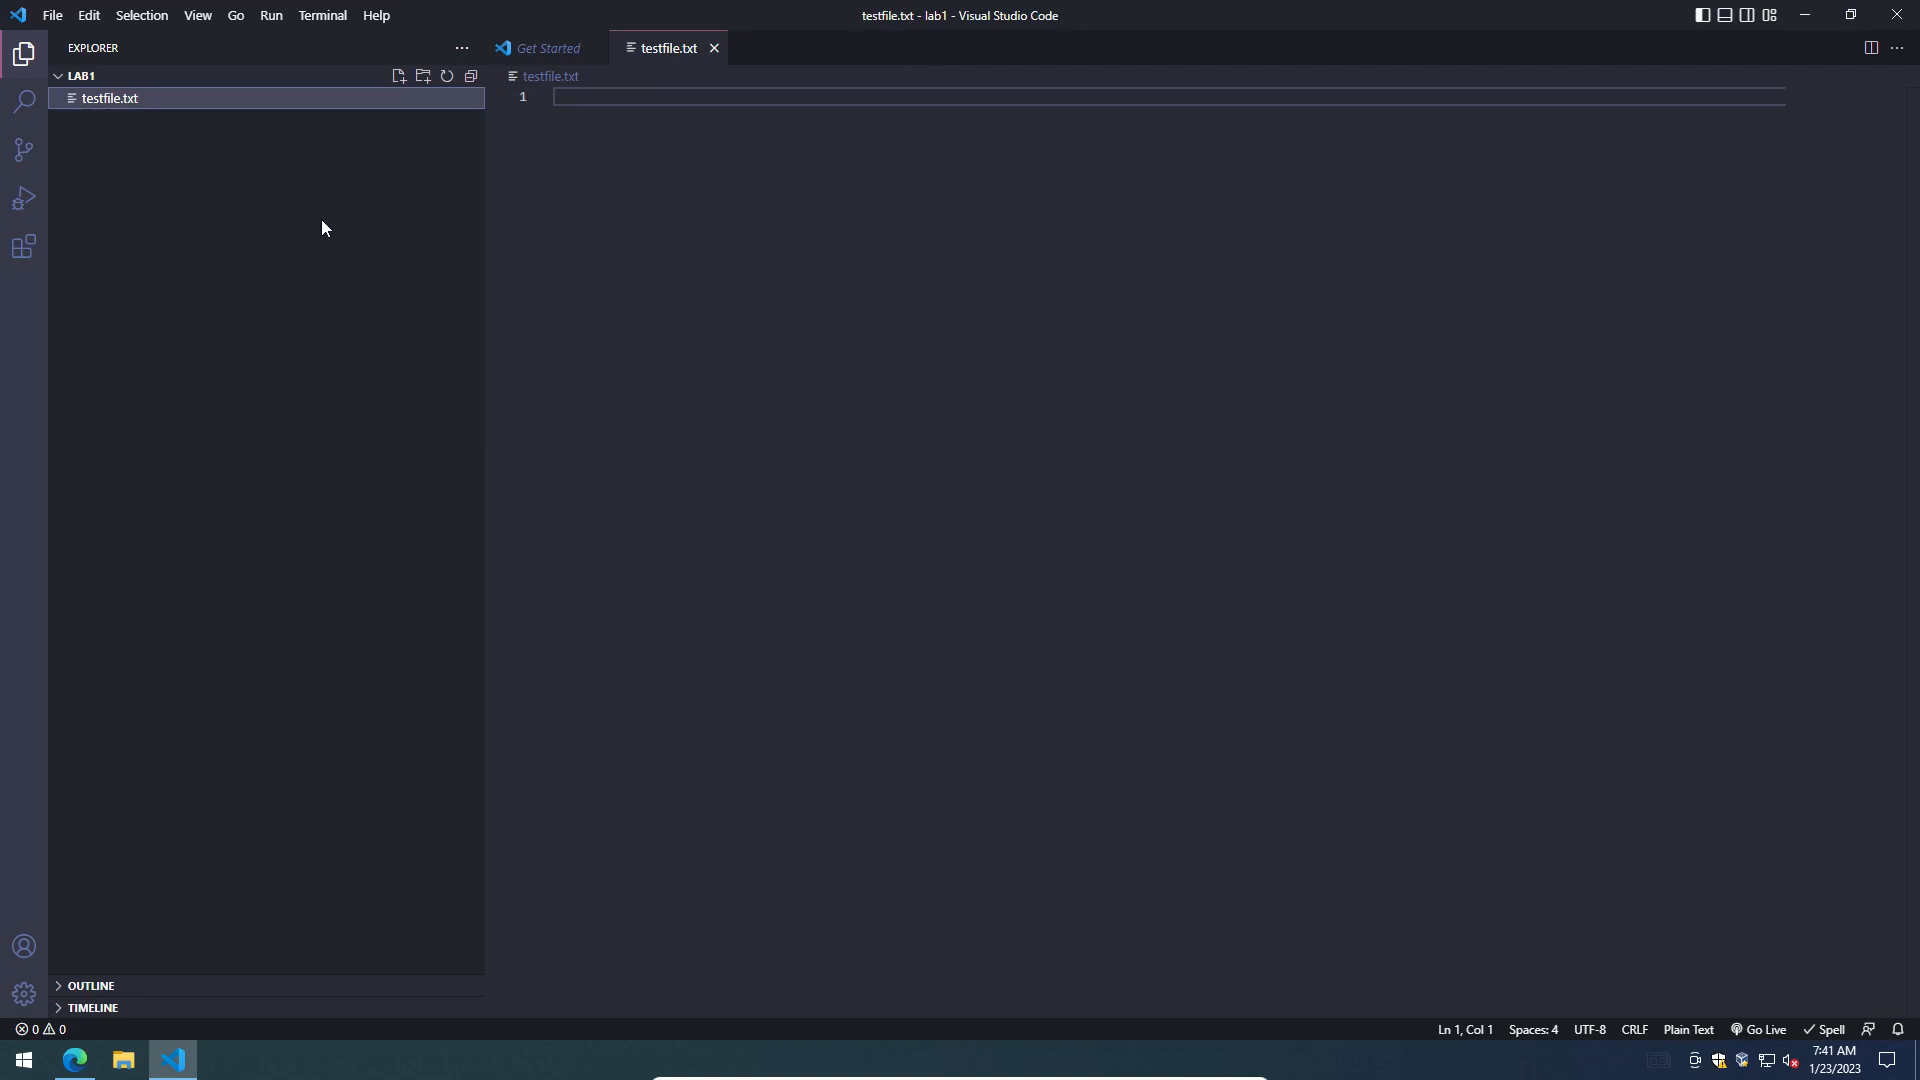 File Edit Selection View Go Run Terminal Help
testfile.txt - lab1 - Visual Studio Code
EXPLORER
Get Started
testfile.txt
LAB1
testfile.txt
testfile.txt
1
OUTLINE
TIMELINE
0 0
Ln 1, Col 1 Spaces: 4 UTF-8 CRLF Plain Text Go Live Spell
7:41 AM
1/23/2023